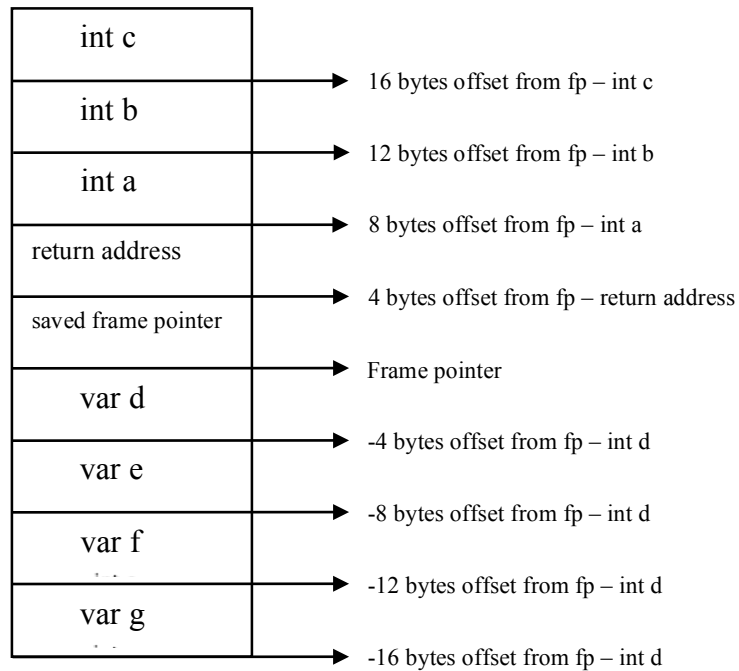 int c
16 bytes offset from fp – int c
int b
12 bytes offset from fp – int b
int a
8 bytes offset from fp – int a
return address
4 bytes offset from fp – return address
saved frame pointer
Frame pointer
var d
-4 bytes offset from fp – int d
var e
-8 bytes offset from fp – int d
var f
-12 bytes offset from fp – int d
var g
-16 bytes offset from fp – int d